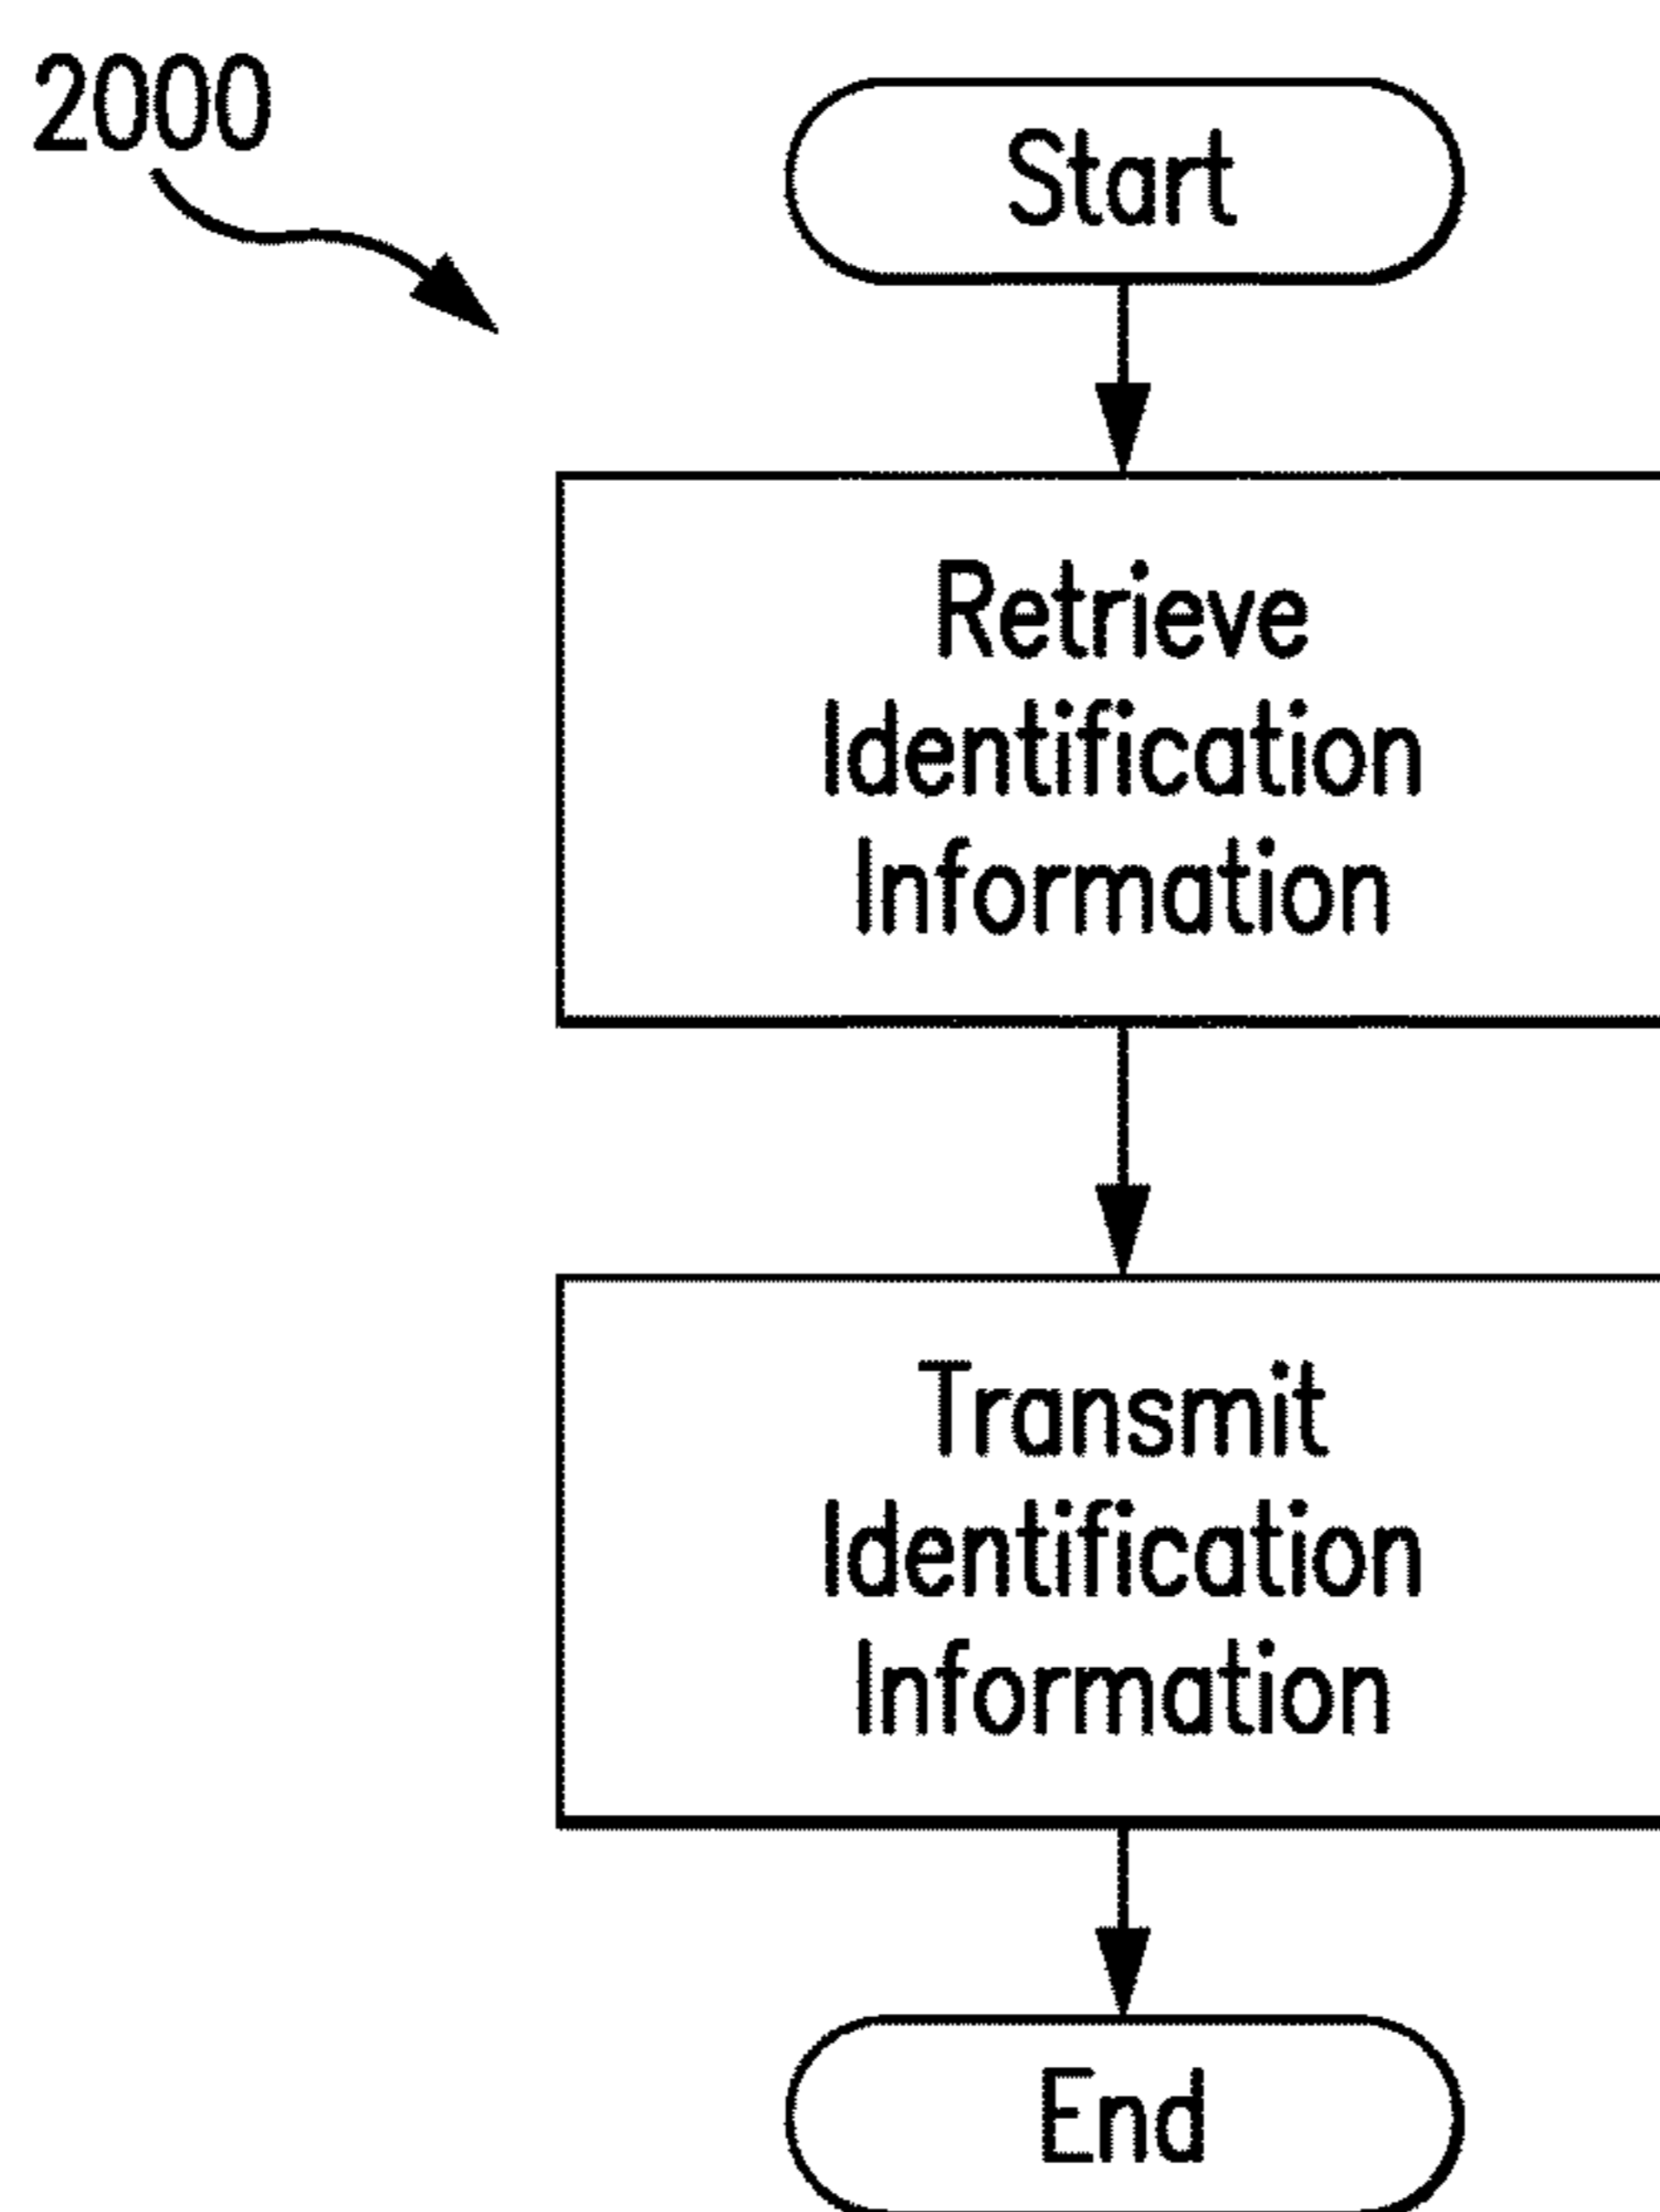 2000
Start
Retrieve
Identification
Information
Transmit
Identification
Information
End